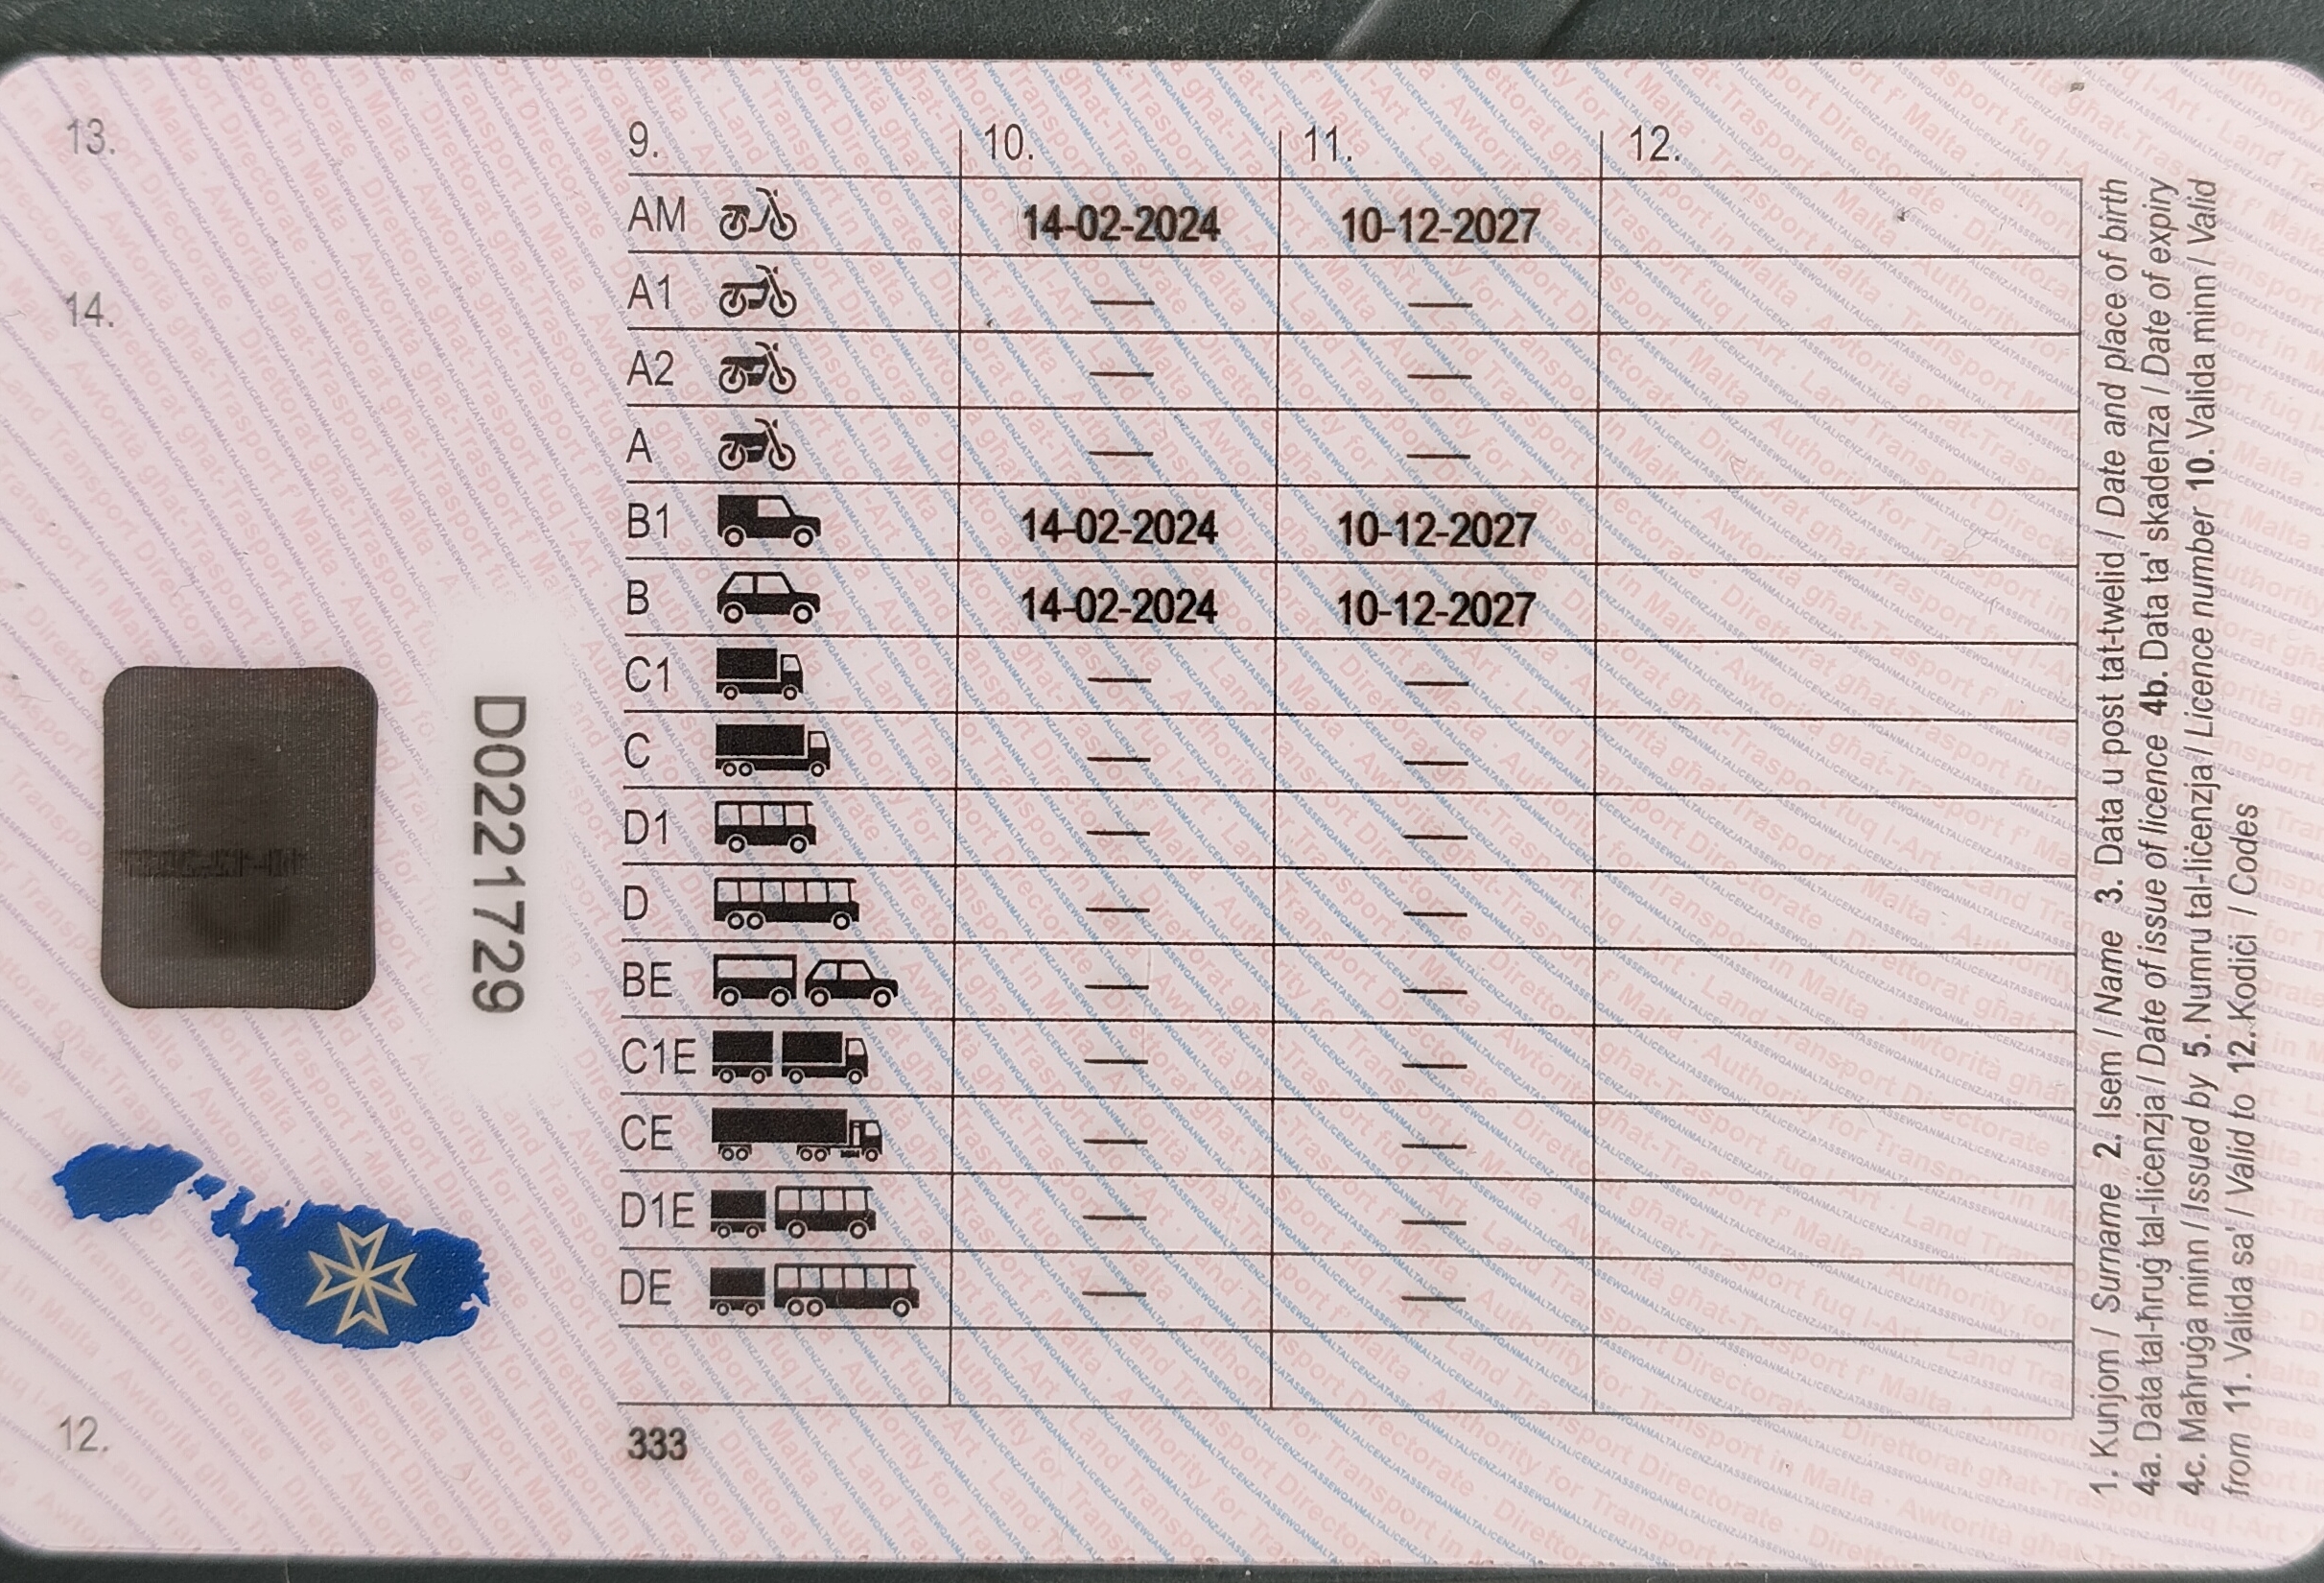 13.
14.
12.
D0221729
9. 10. 11. 12.
AM 14-02-2024 10-12-2027
A1 — —
A2 — —
A — —
B1 14-02-2024 10-12-2027
B 14-02-2024 10-12-2027
C1 — —
C — —
D1 — —
D — —
BE — —
C1E — —
CE — —
D1E — —
DE — —
333
1. Kunjom / Surname 2. Isem / Name 3. Data u post tat-twelid / Date and place of birth
4a. Data tal-ħruġ tal-liċenzja / Date of issue of licence 4b. Data ta' skadenza / Date of expiry
4c. Maħruġa minn / Issued by 5. Numru tal-liċenzja / Licence number 10. Valida minn / Valid
from 11. Valida sa' / Valid to 12. Kodiċi / Codes